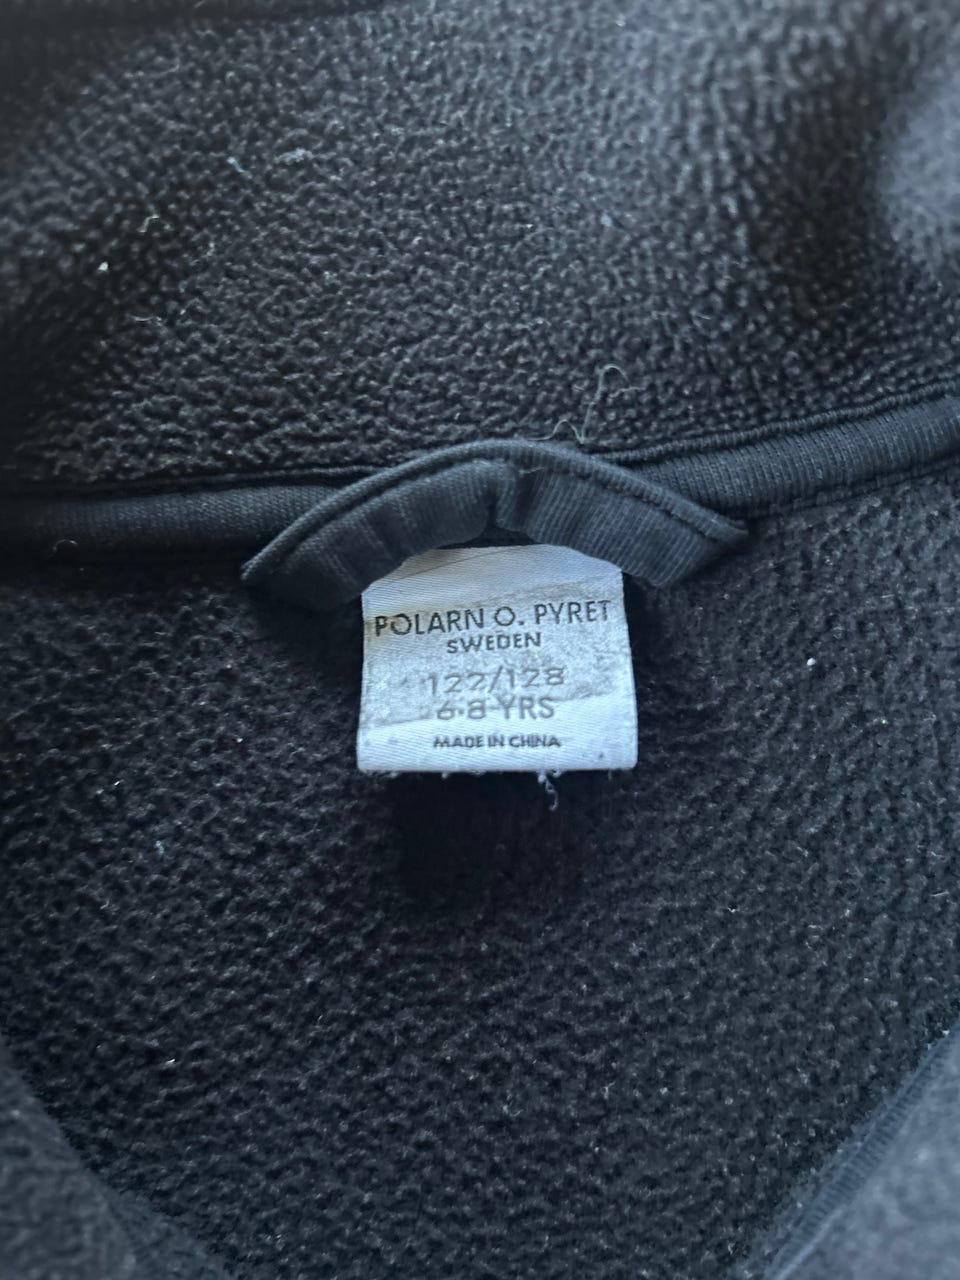 POLARN O. PYRET
SWEDEN
122/128
6-8 YRS
MADE IN CHINA